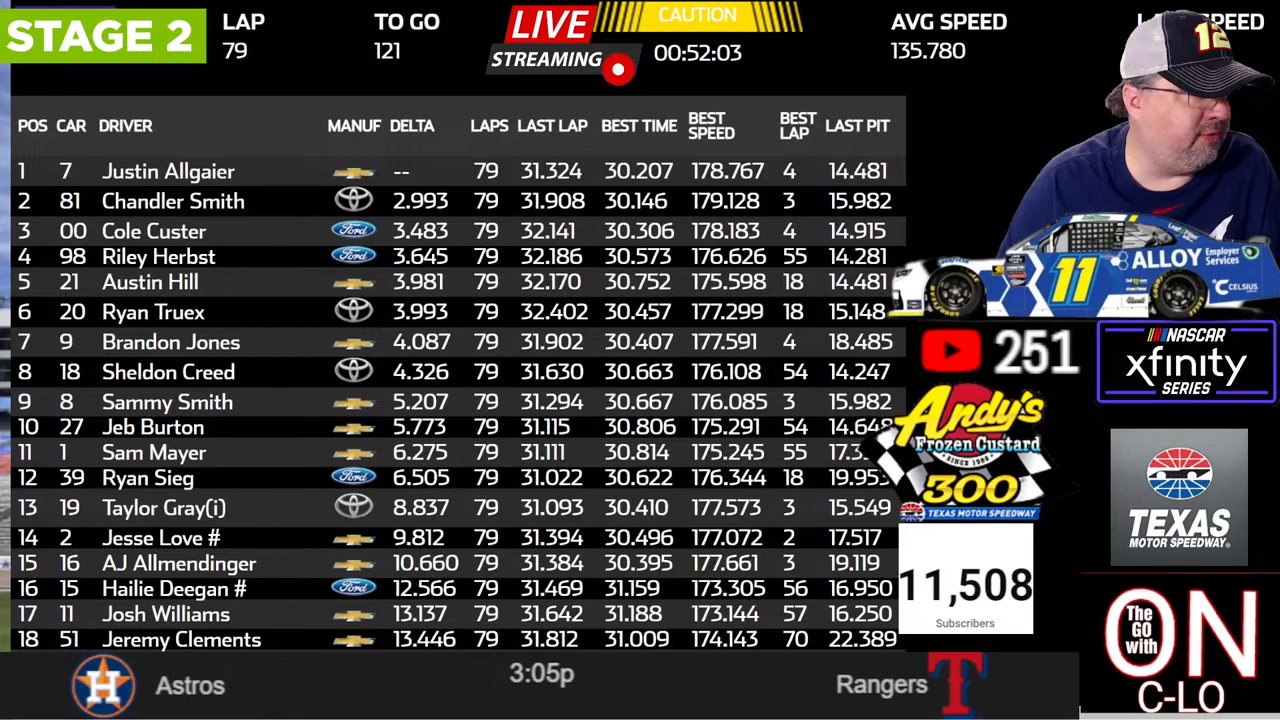 STAGE 2
LAP
79
TO GO
121
LIVE
STREAMING
CAUTION
00:52:03
AVG SPEED
135.780
12
POS CAR DRIVER MANUF DELTA LAPS LAST LAP BEST TIME BEST SPEED BEST LAP LAST PIT
1 7 Justin Allgaier -- 79 31.324 30.207 178.767 4 14.481
2 81 Chandler Smith 2.993 79 31.908 30.146 179.128 3 15.982
3 00 Cole Custer Ford 3.483 79 32.141 30.306 178.183 4 14.915
4 98 Riley Herbst Ford 3.645 79 32.186 30.573 176.626 55 14.281
5 21 Austin Hill 3.981 79 32.170 30.752 175.598 18 14.481
6 20 Ryan Truex 3.993 79 32.402 30.457 177.299 18 15.148
7 9 Brandon Jones 4.087 79 31.902 30.407 177.591 4 18.485
8 18 Sheldon Creed 4.326 79 31.630 30.663 176.108 54 14.247
9 8 Sammy Smith 5.207 79 31.294 30.667 176.085 3 15.982
10 27 Jeb Burton 5.773 79 31.115 30.806 175.291 54 14.648
11 1 Sam Mayer 6.275 79 31.111 30.814 175.245 55
12 39 Ryan Sieg Ford 6.505 79 31.022 30.622 176.344 18 19.953
13 19 Taylor Gray(i) 8.837 79 31.093 30.410 177.573 3 15.549
14 2 Jesse Love # 9.812 79 31.394 30.496 177.072 2 17.517
15 16 AJ Allmendinger 10.660 79 31.384 30.395 177.661 3 19.119
16 15 Hailie Deegan # Ford 12.566 79 31.469 31.159 173.305 56 16.950
17 11 Josh Williams 13.137 79 31.642 31.188 173.144 57 16.250
18 51 Jeremy Clements 13.446 79 31.812 31.009 174.143 70 22.389
11
ALLOY Employer Services
CELSIUS
251
NASCAR
xfinity
SERIES
Andy's
Frozen Custard
SINCE 1986
300
TEXAS MOTOR SPEEDWAY
TEXAS
MOTOR SPEEDWAY
11,508
Subscribers
The GO with
ON
C-LO
H
Astros
3:05p
Rangers
T